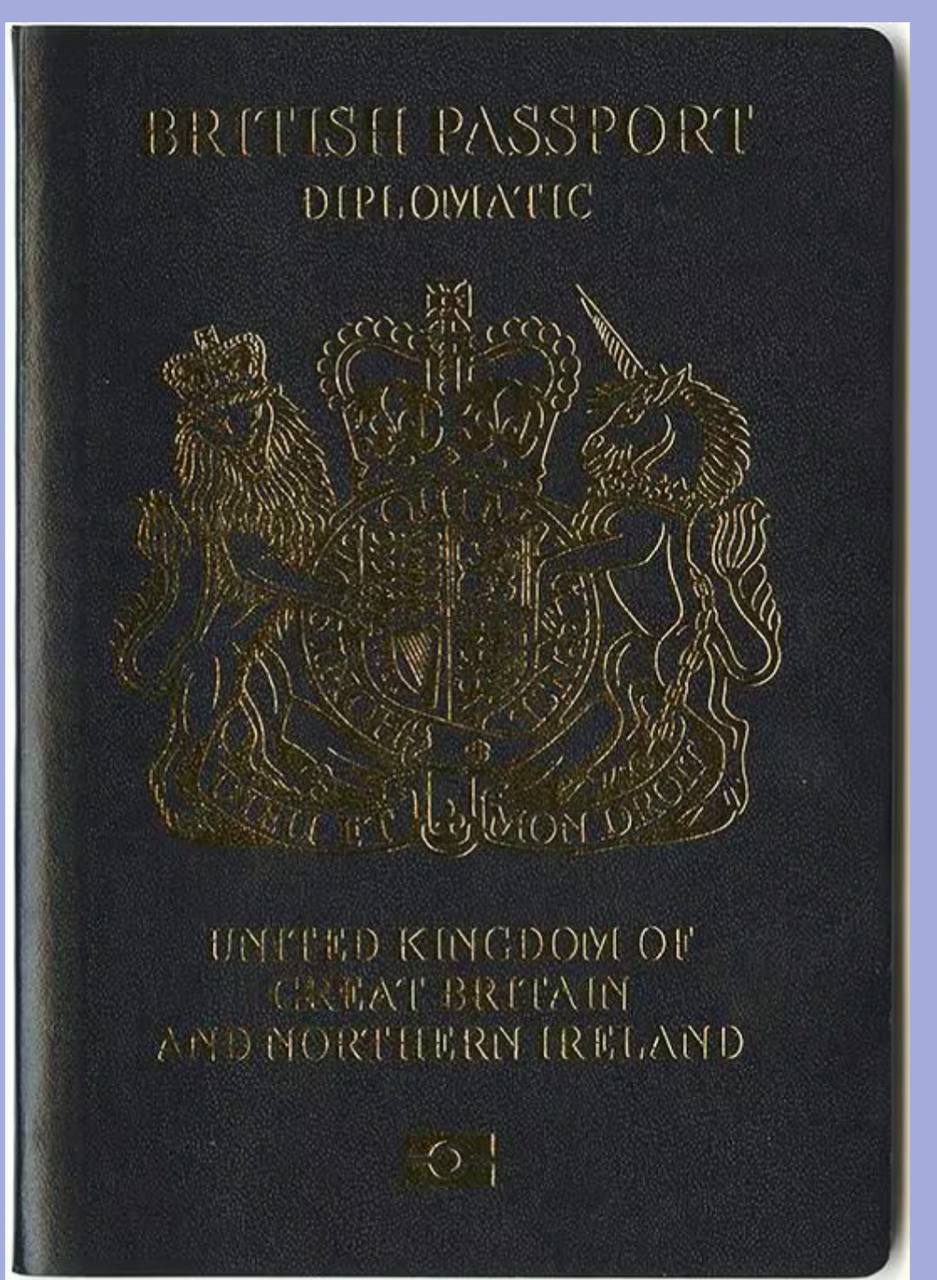 BRITISH PASSPORT
DIPLOMATIC
DIEU ET MON DROIT
UNITED KINGDOM OF
GREAT BRITAIN
AND NORTHERN IRELAND